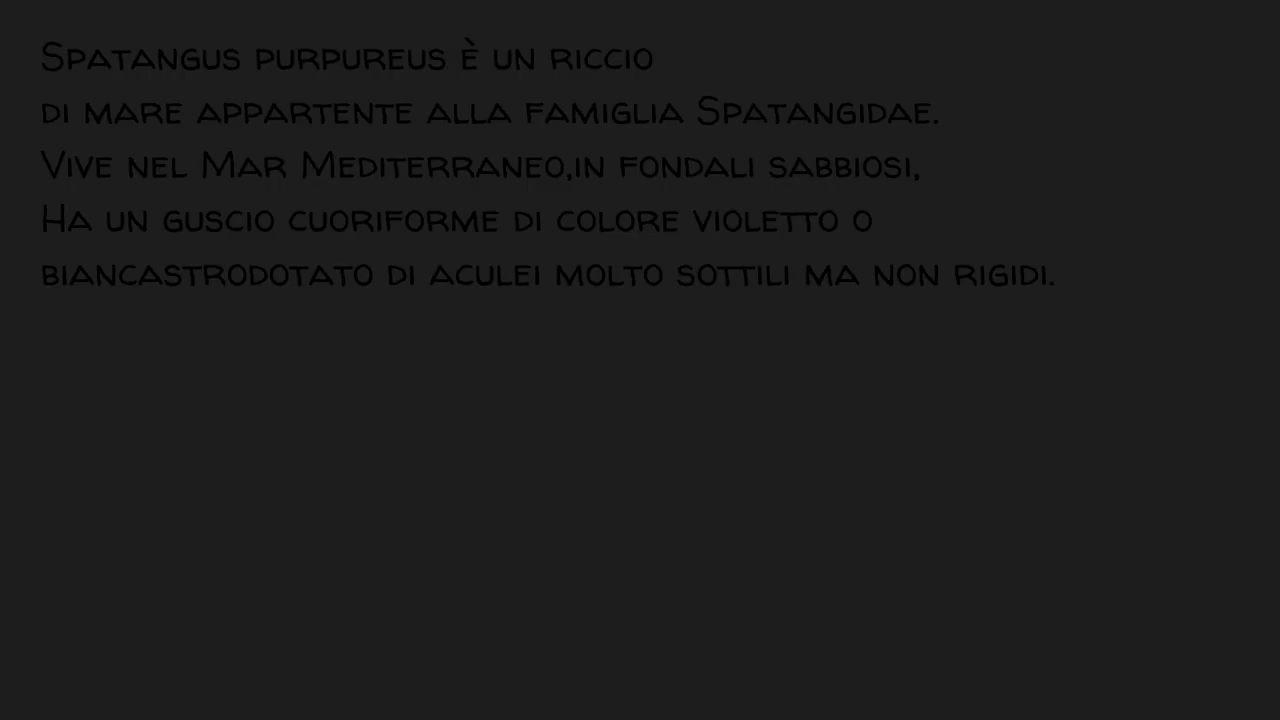 Spatangus purpureus è un riccio
di mare appartente alla famiglia Spatangidae.
Vive nel Mar Mediterraneo,in fondali sabbiosi,
Ha un guscio cuoriforme di colore violetto o
biancastrodotato di aculei molto sottili ma non rigidi.